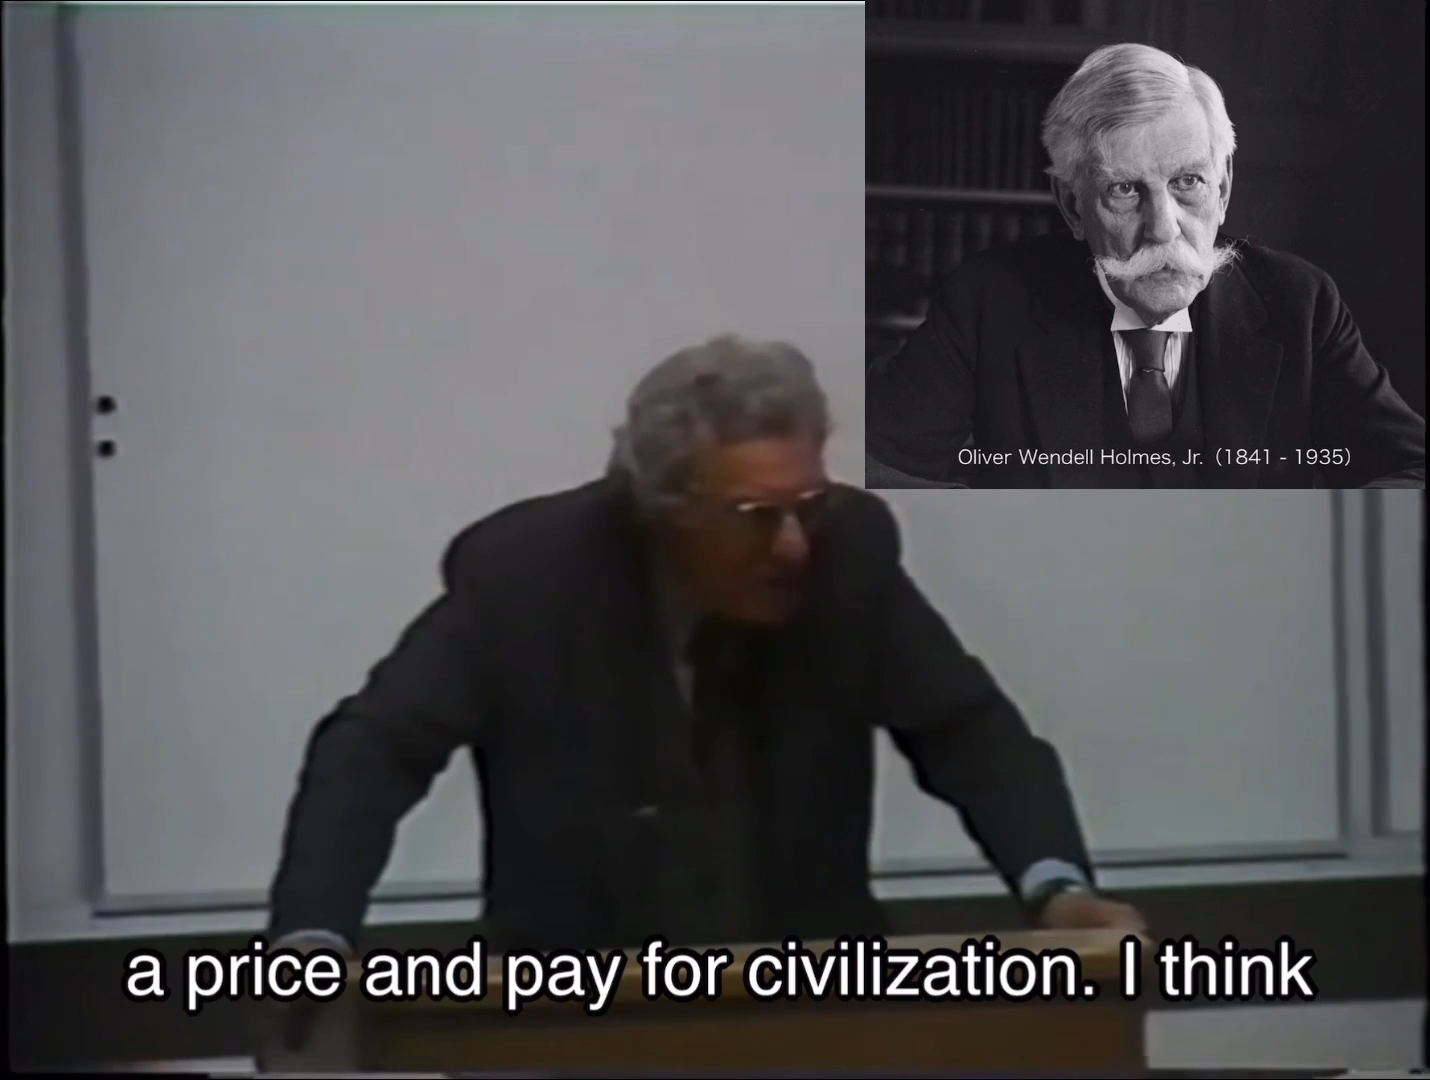 Oliver Wendell Holmes, Jr. (1841 - 1935)
a price and pay for civilization. I think